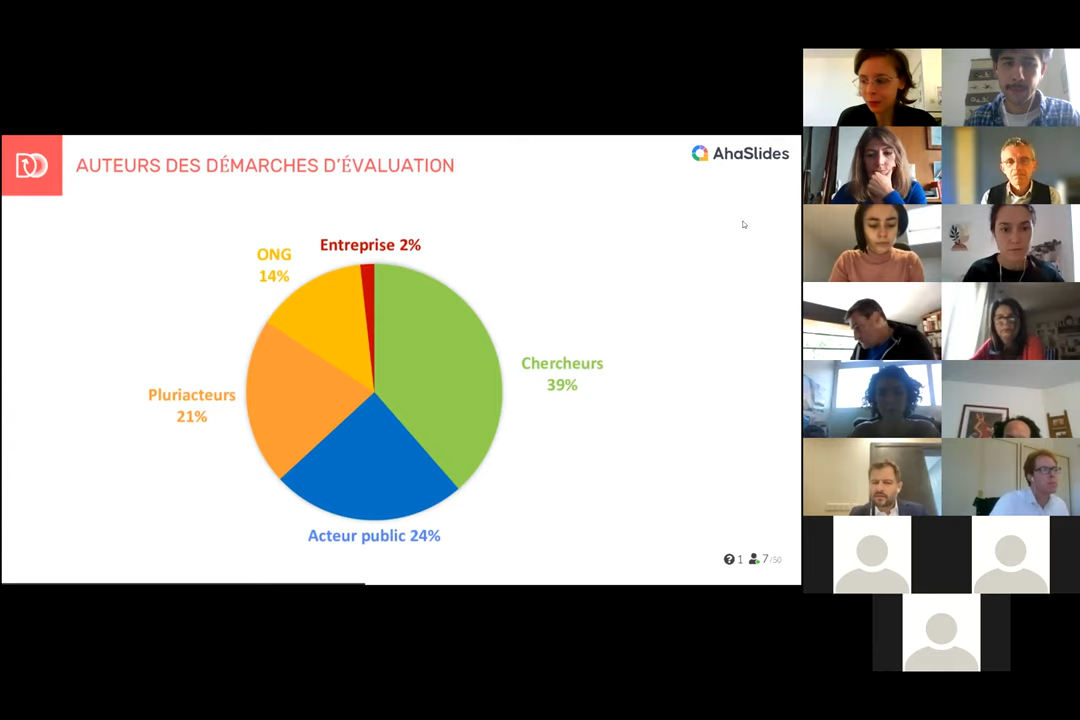 AUTEURS DES DÉMARCHES D'ÉVALUATION
AhaSlides
Entreprise 2%
ONG
14%
Chercheurs
39%
Pluriacteurs
21%
Acteur public 24%
1 7/50